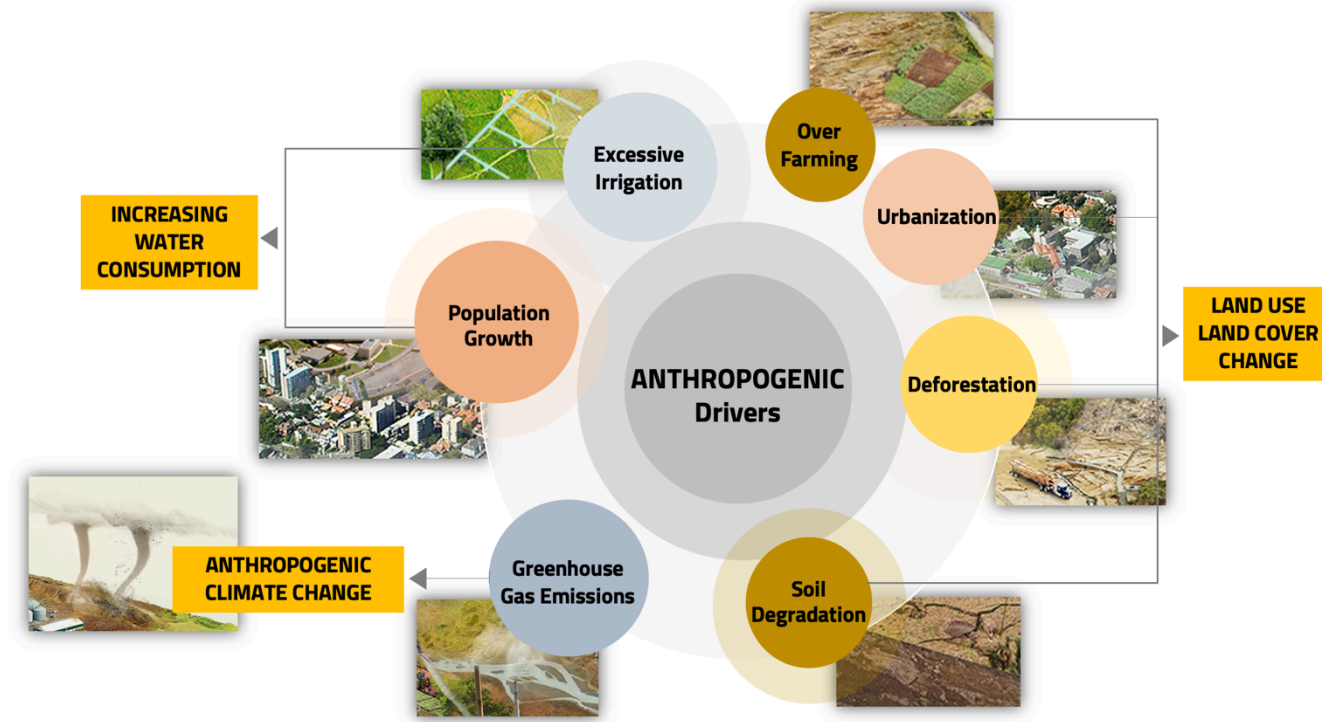 Over
Farming
Excessive
Irrigation
Urbanization
INCREASING
WATER
CONSUMPTION
Population
Growth
LAND USE
LAND COVER
CHANGE
ANTHROPOGENIC
Drivers
Deforestation
ANTHROPOGENIC
CLIMATE CHANGE
Greenhouse
Gas Emissions
Soil
Degradation